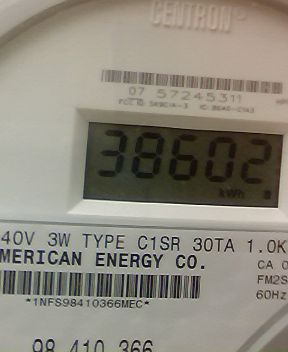 CENTRON®
07 57245311
38602
kWh
40V 3W TYPE C1SR 30TA 1.0K
MERICAN ENERGY CO.
CA 0
FM2S
60Hz
*1NFS98410366MEC*
98 410 366